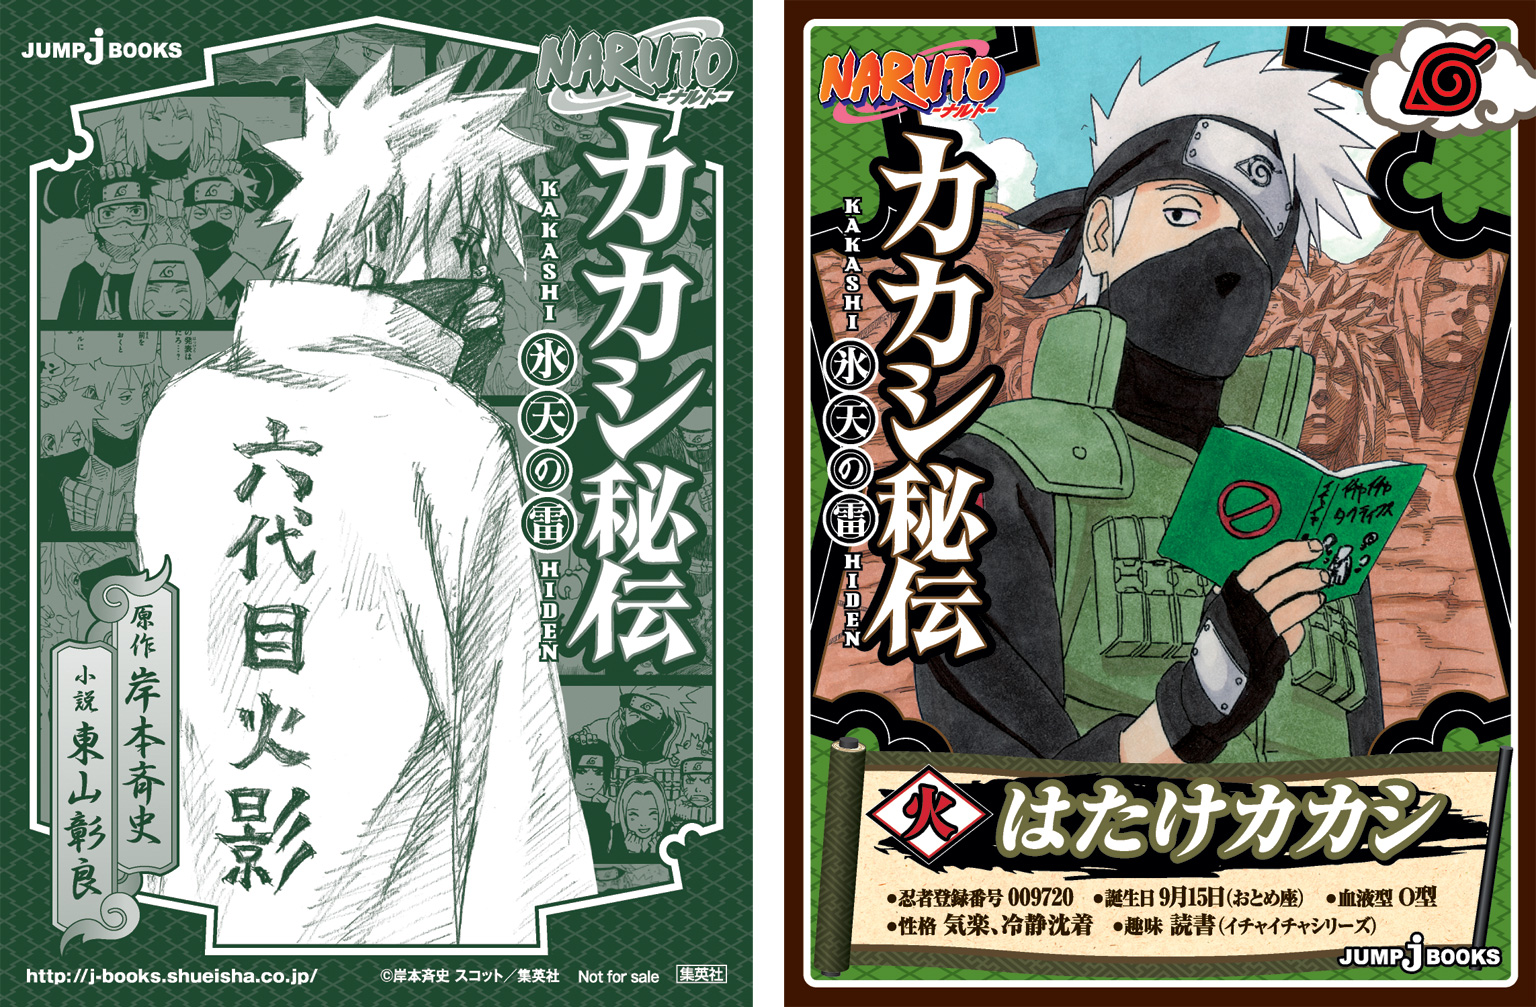 JUMP j BOOKS
NARUTO
-ナルト-
カカシ秘伝
KAKASHI
氷天の雷
HIDEN
六代目火影
原作 岸本斉史
小説 東山彰良
http://j-books.shueisha.co.jp/
©岸本斉史 スコット／集英社
Not for sale
集英社
NARUTO
-ナルト-
カカシ秘伝
KAKASHI
氷天の雷
HIDEN
イチャイチャ
タクティクス
火
はたけカカシ
●忍者登録番号 009720 ●誕生日 9月15日(おとめ座) ●血液型 O型
●性格 気楽、冷静沈着 ●趣味 読書(イチャイチャシリーズ)
JUMP j BOOKS